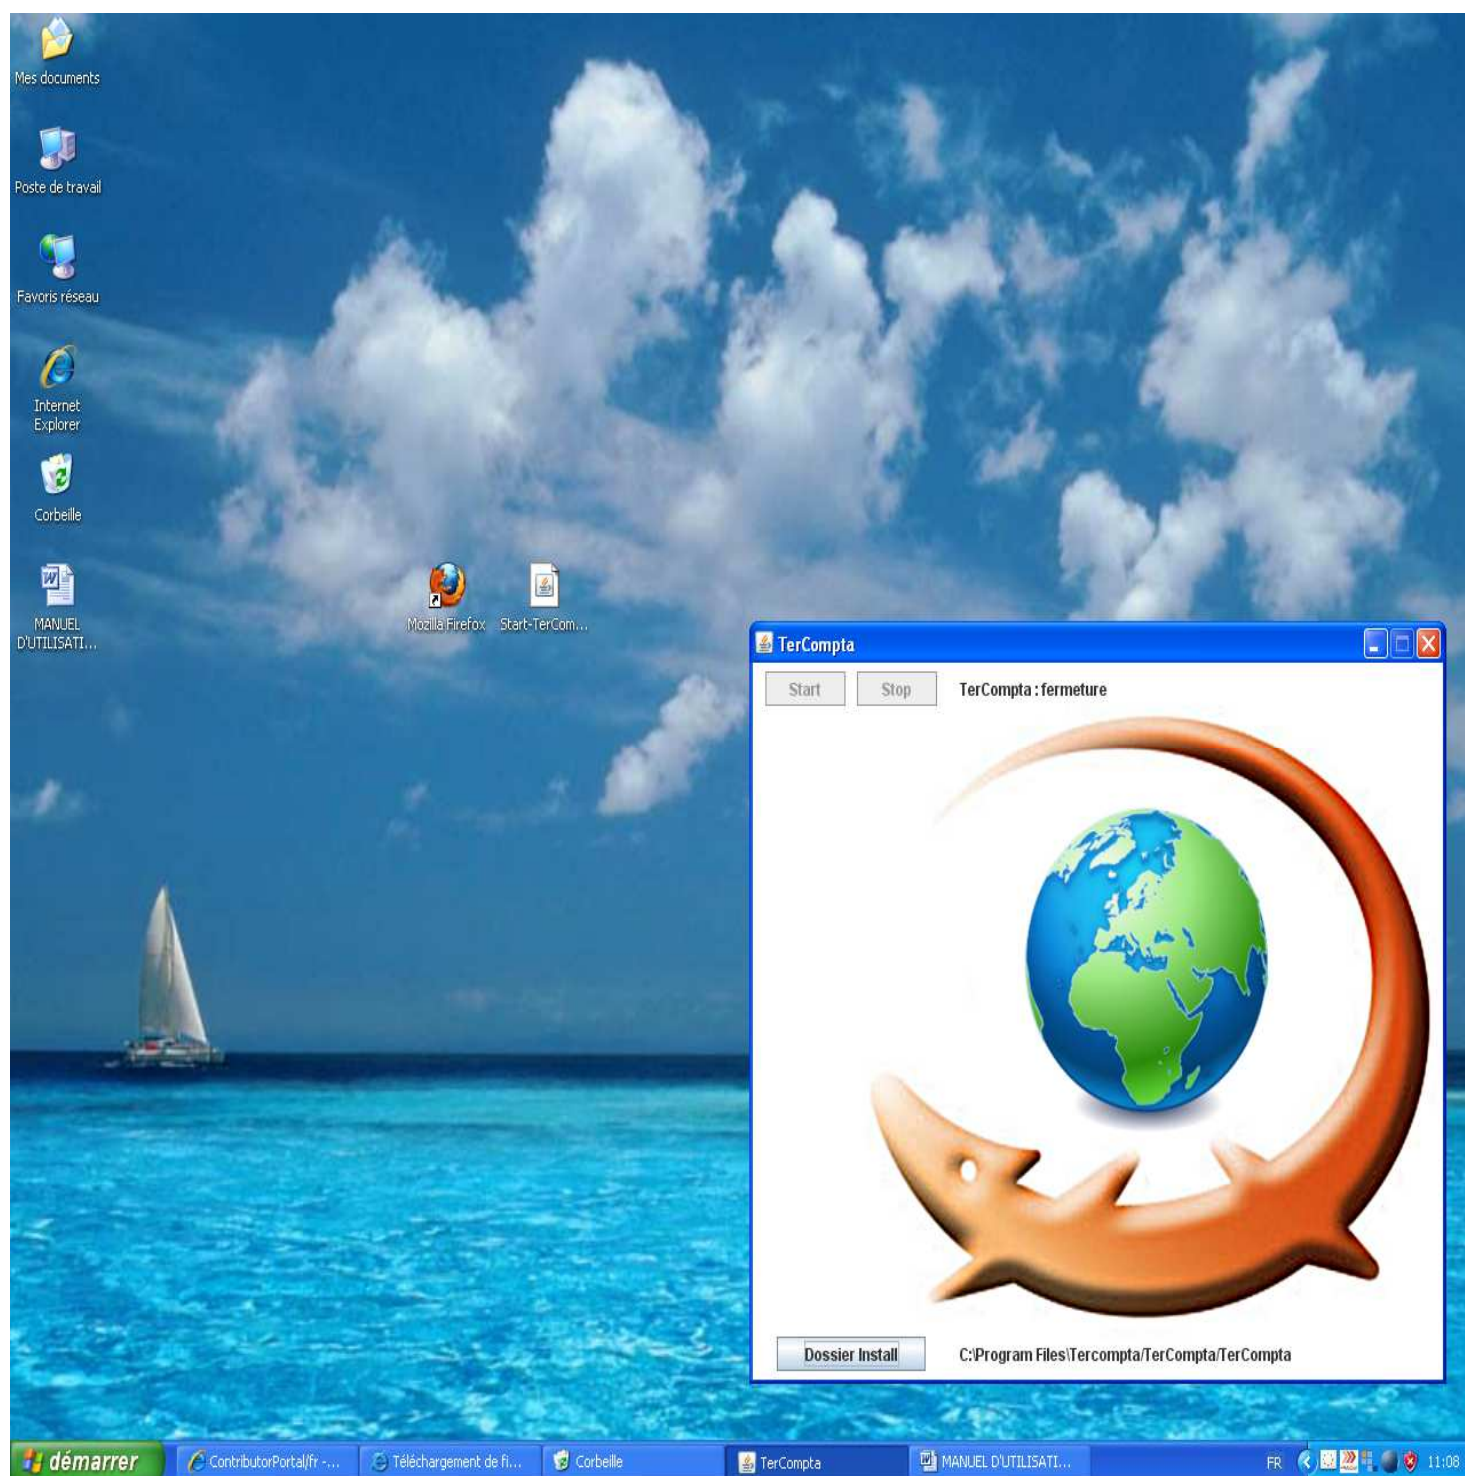 Mes documents
Poste de travail
Favoris réseau
Internet
Explorer
Corbeille
MANUEL
D'UTILISATI...
Mozilla Firefox
Start-TerCom...
TerCompta
Start
Stop
TerCompta : fermeture
Dossier Install
C:\Program Files\Tercompta/TerCompta/TerCompta
démarrer
ContributorPortal/fr -...
Téléchargement de fi...
Corbeille
TerCompta
MANUEL D'UTILISATI...
FR
11:08